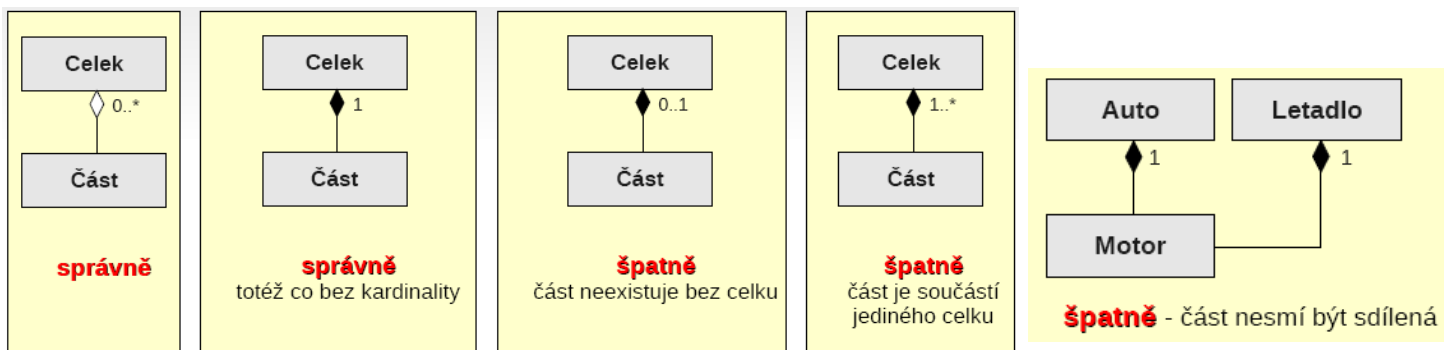 Celek
0..*
Část
správně
Celek
1
Část
správně
totéž co bez kardinality
Celek
0..1
Část
špatně
část neexistuje bez celku
Celek
1..*
Část
špatně
část je součástí
jediného celku
Auto
Letadlo
1
1
Motor
špatně - část nesmí být sdílená